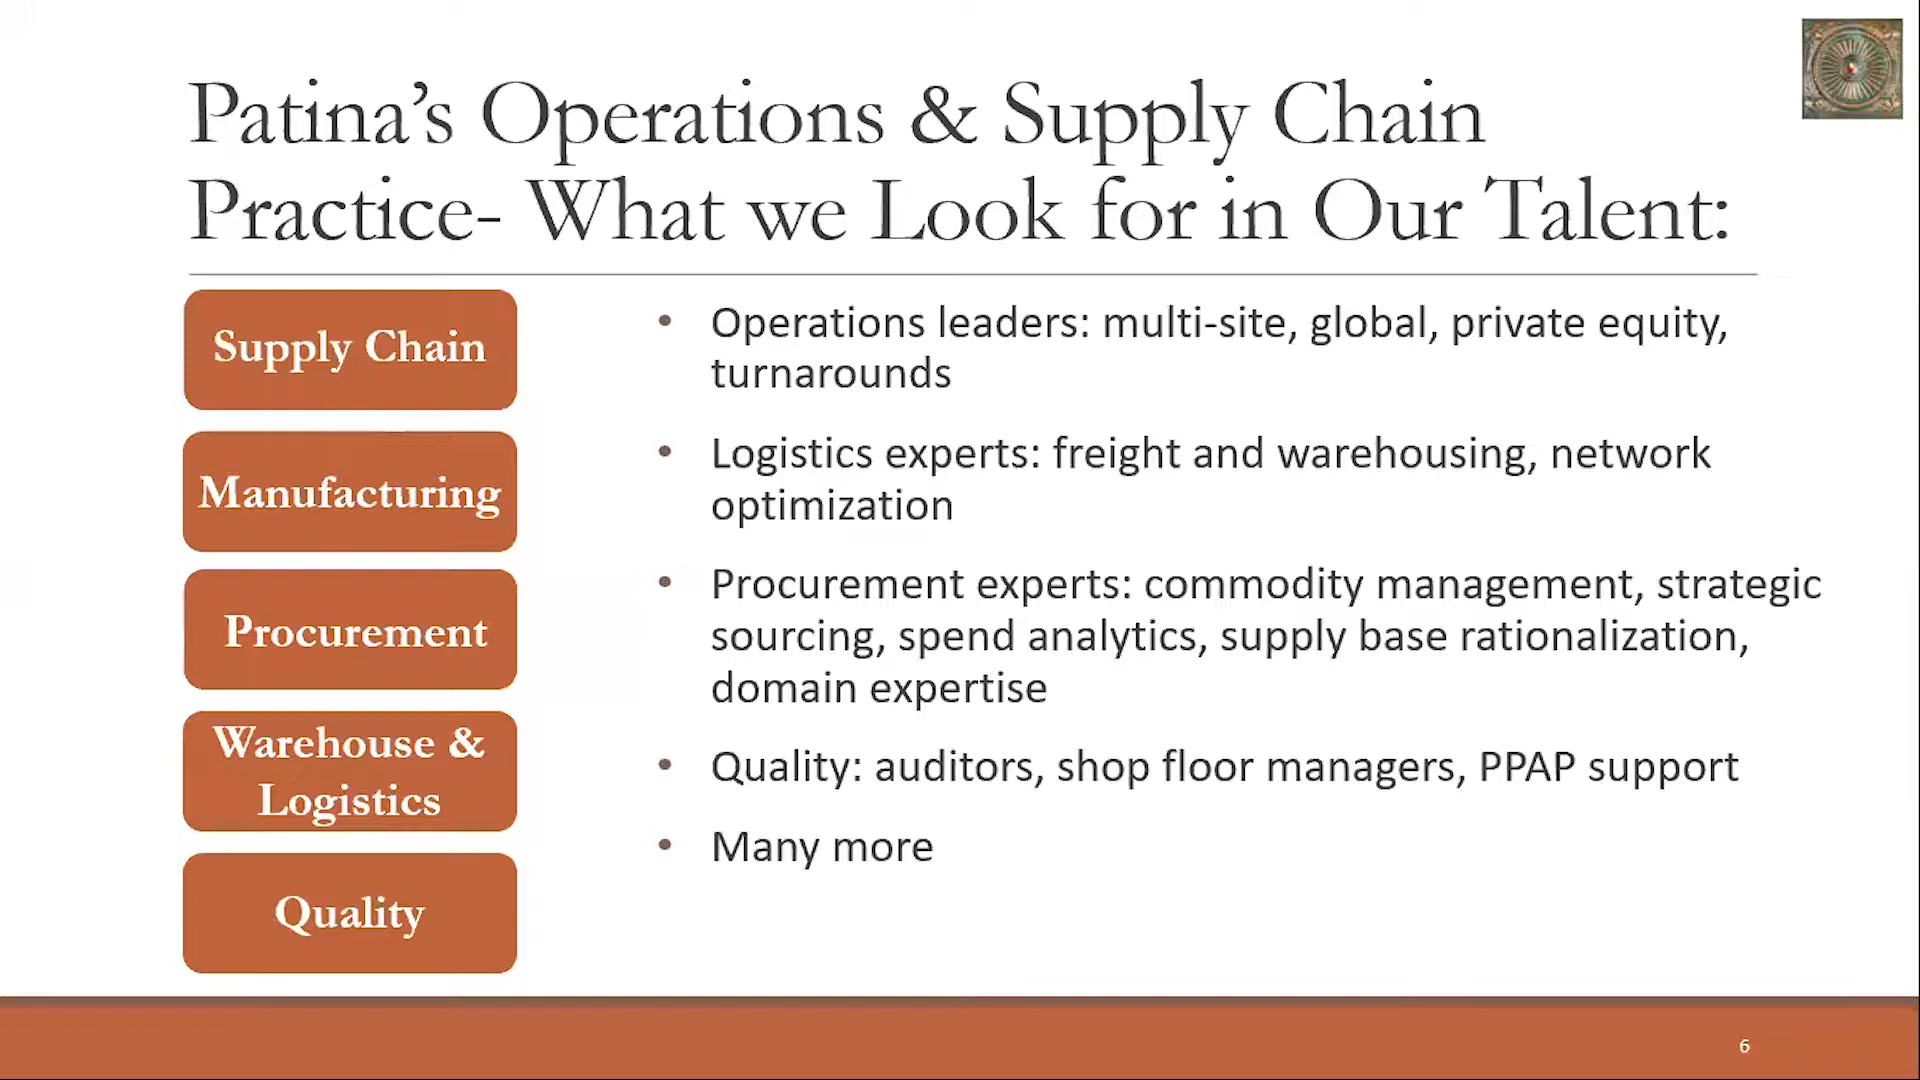 Patina’s Operations & Supply Chain
Practice- What we Look for in Our Talent:
Supply Chain
Manufacturing
Procurement
Warehouse &
Logistics
Quality
• Operations leaders: multi-site, global, private equity,
turnarounds
• Logistics experts: freight and warehousing, network
optimization
• Procurement experts: commodity management, strategic
sourcing, spend analytics, supply base rationalization,
domain expertise
• Quality: auditors, shop floor managers, PPAP support
• Many more
6